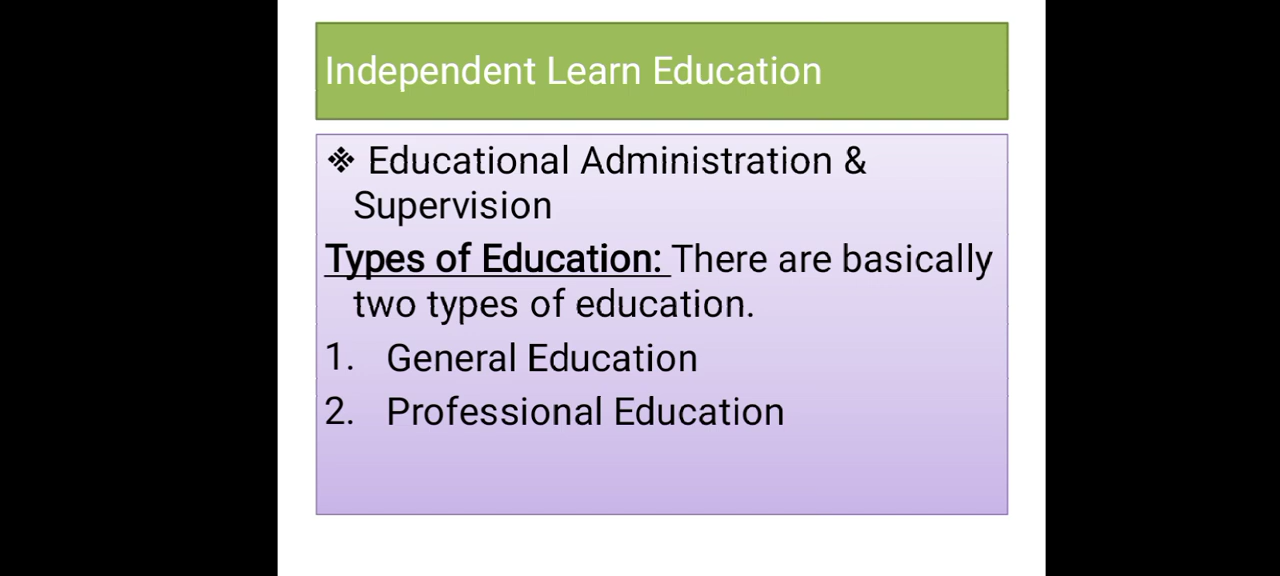 Independent Learn Education
❖ Educational Administration &
Supervision
Types of Education: There are basically
two types of education.
1. General Education
2. Professional Education